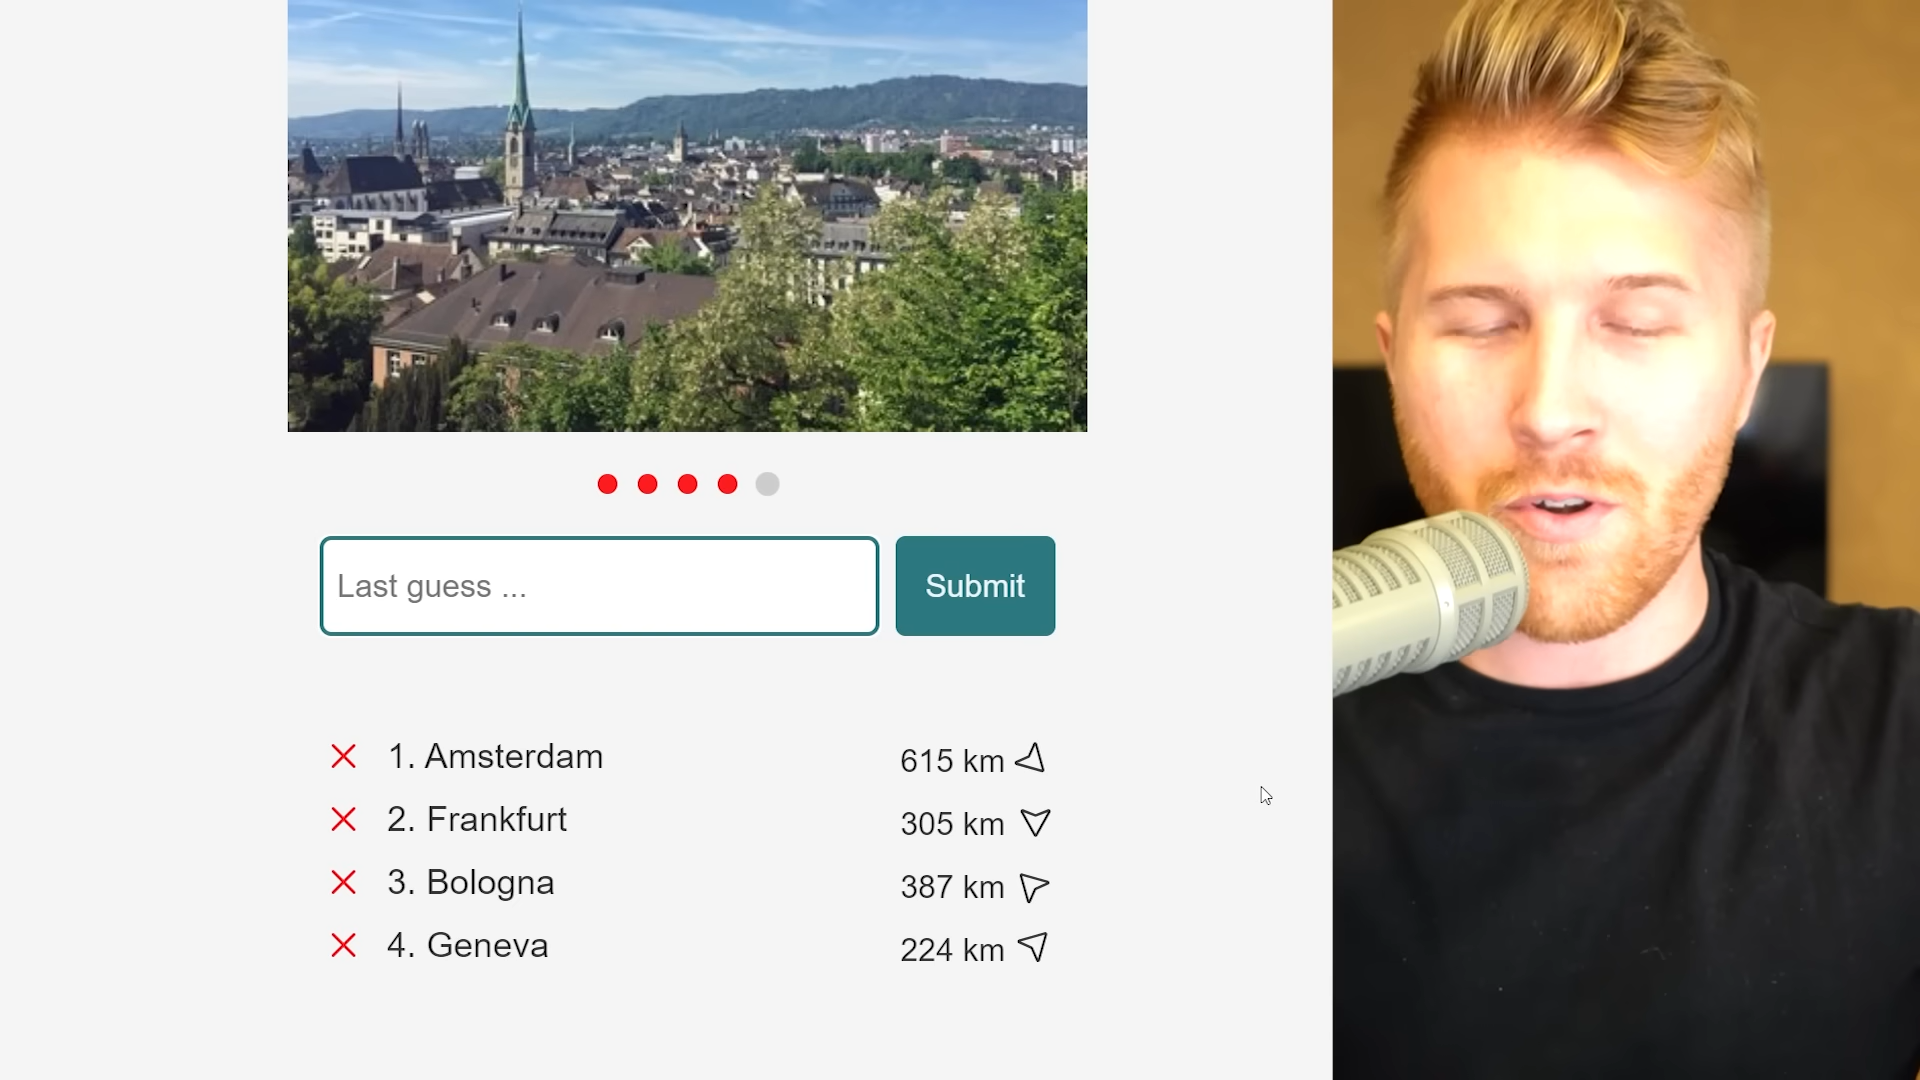 Last guess ...
Submit
1. Amsterdam 615 km
2. Frankfurt 305 km
3. Bologna 387 km
4. Geneva 224 km